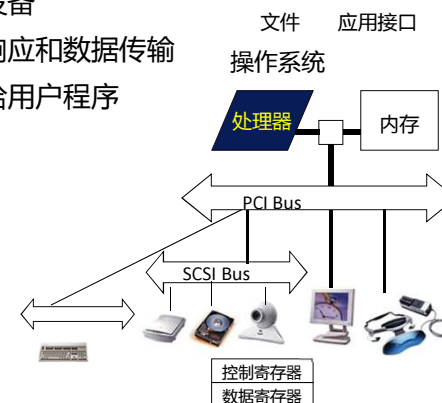 设备
响应和数据传输
给用户程序
文件 应用接口
操作系统
处理器 内存
PCI Bus
SCSI Bus
控制寄存器
数据寄存器